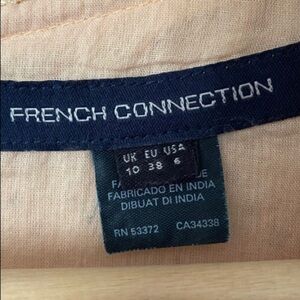 FRENCH CONNECTION
UK EU USA
10 38 6
FABRICADO EN INDIA
DIBUAT DI INDIA
RN 53372 CA34338